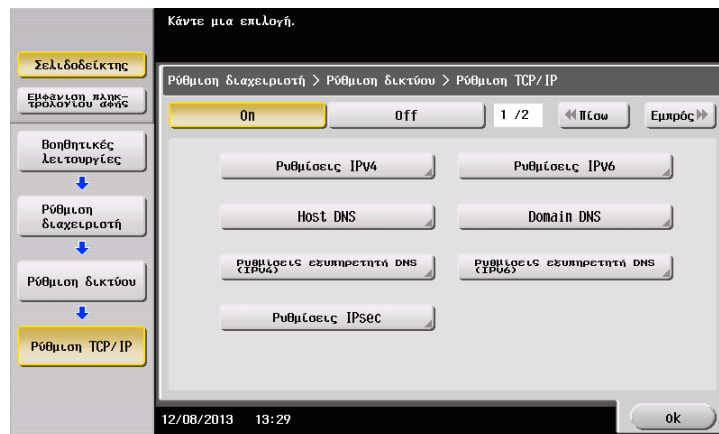 Κάντε μια επιλογή.
Σελιδοδείκτης
Εμφάνιση πληκ-
τρολογίου αφής
Βοηθητικές
λειτουργίες
Ρύθμιση
διαχειριστή
Ρύθμιση δικτύου
Ρύθμιση TCP/IP
Ρύθμιση διαχειριστή > Ρύθμιση δικτύου > Ρύθμιση TCP/IP
On Off 1 /2 Πίσω Εμπρός
Ρυθμίσεις IPv4 Ρυθμίσεις IPv6
Host DNS Domain DNS
Ρυθμίσεις εξυπηρετητή DNS
(IPv4)
Ρυθμίσεις εξυπηρετητή DNS
(IPv6)
Ρυθμίσεις IPsec
12/08/2013 13:29
ok